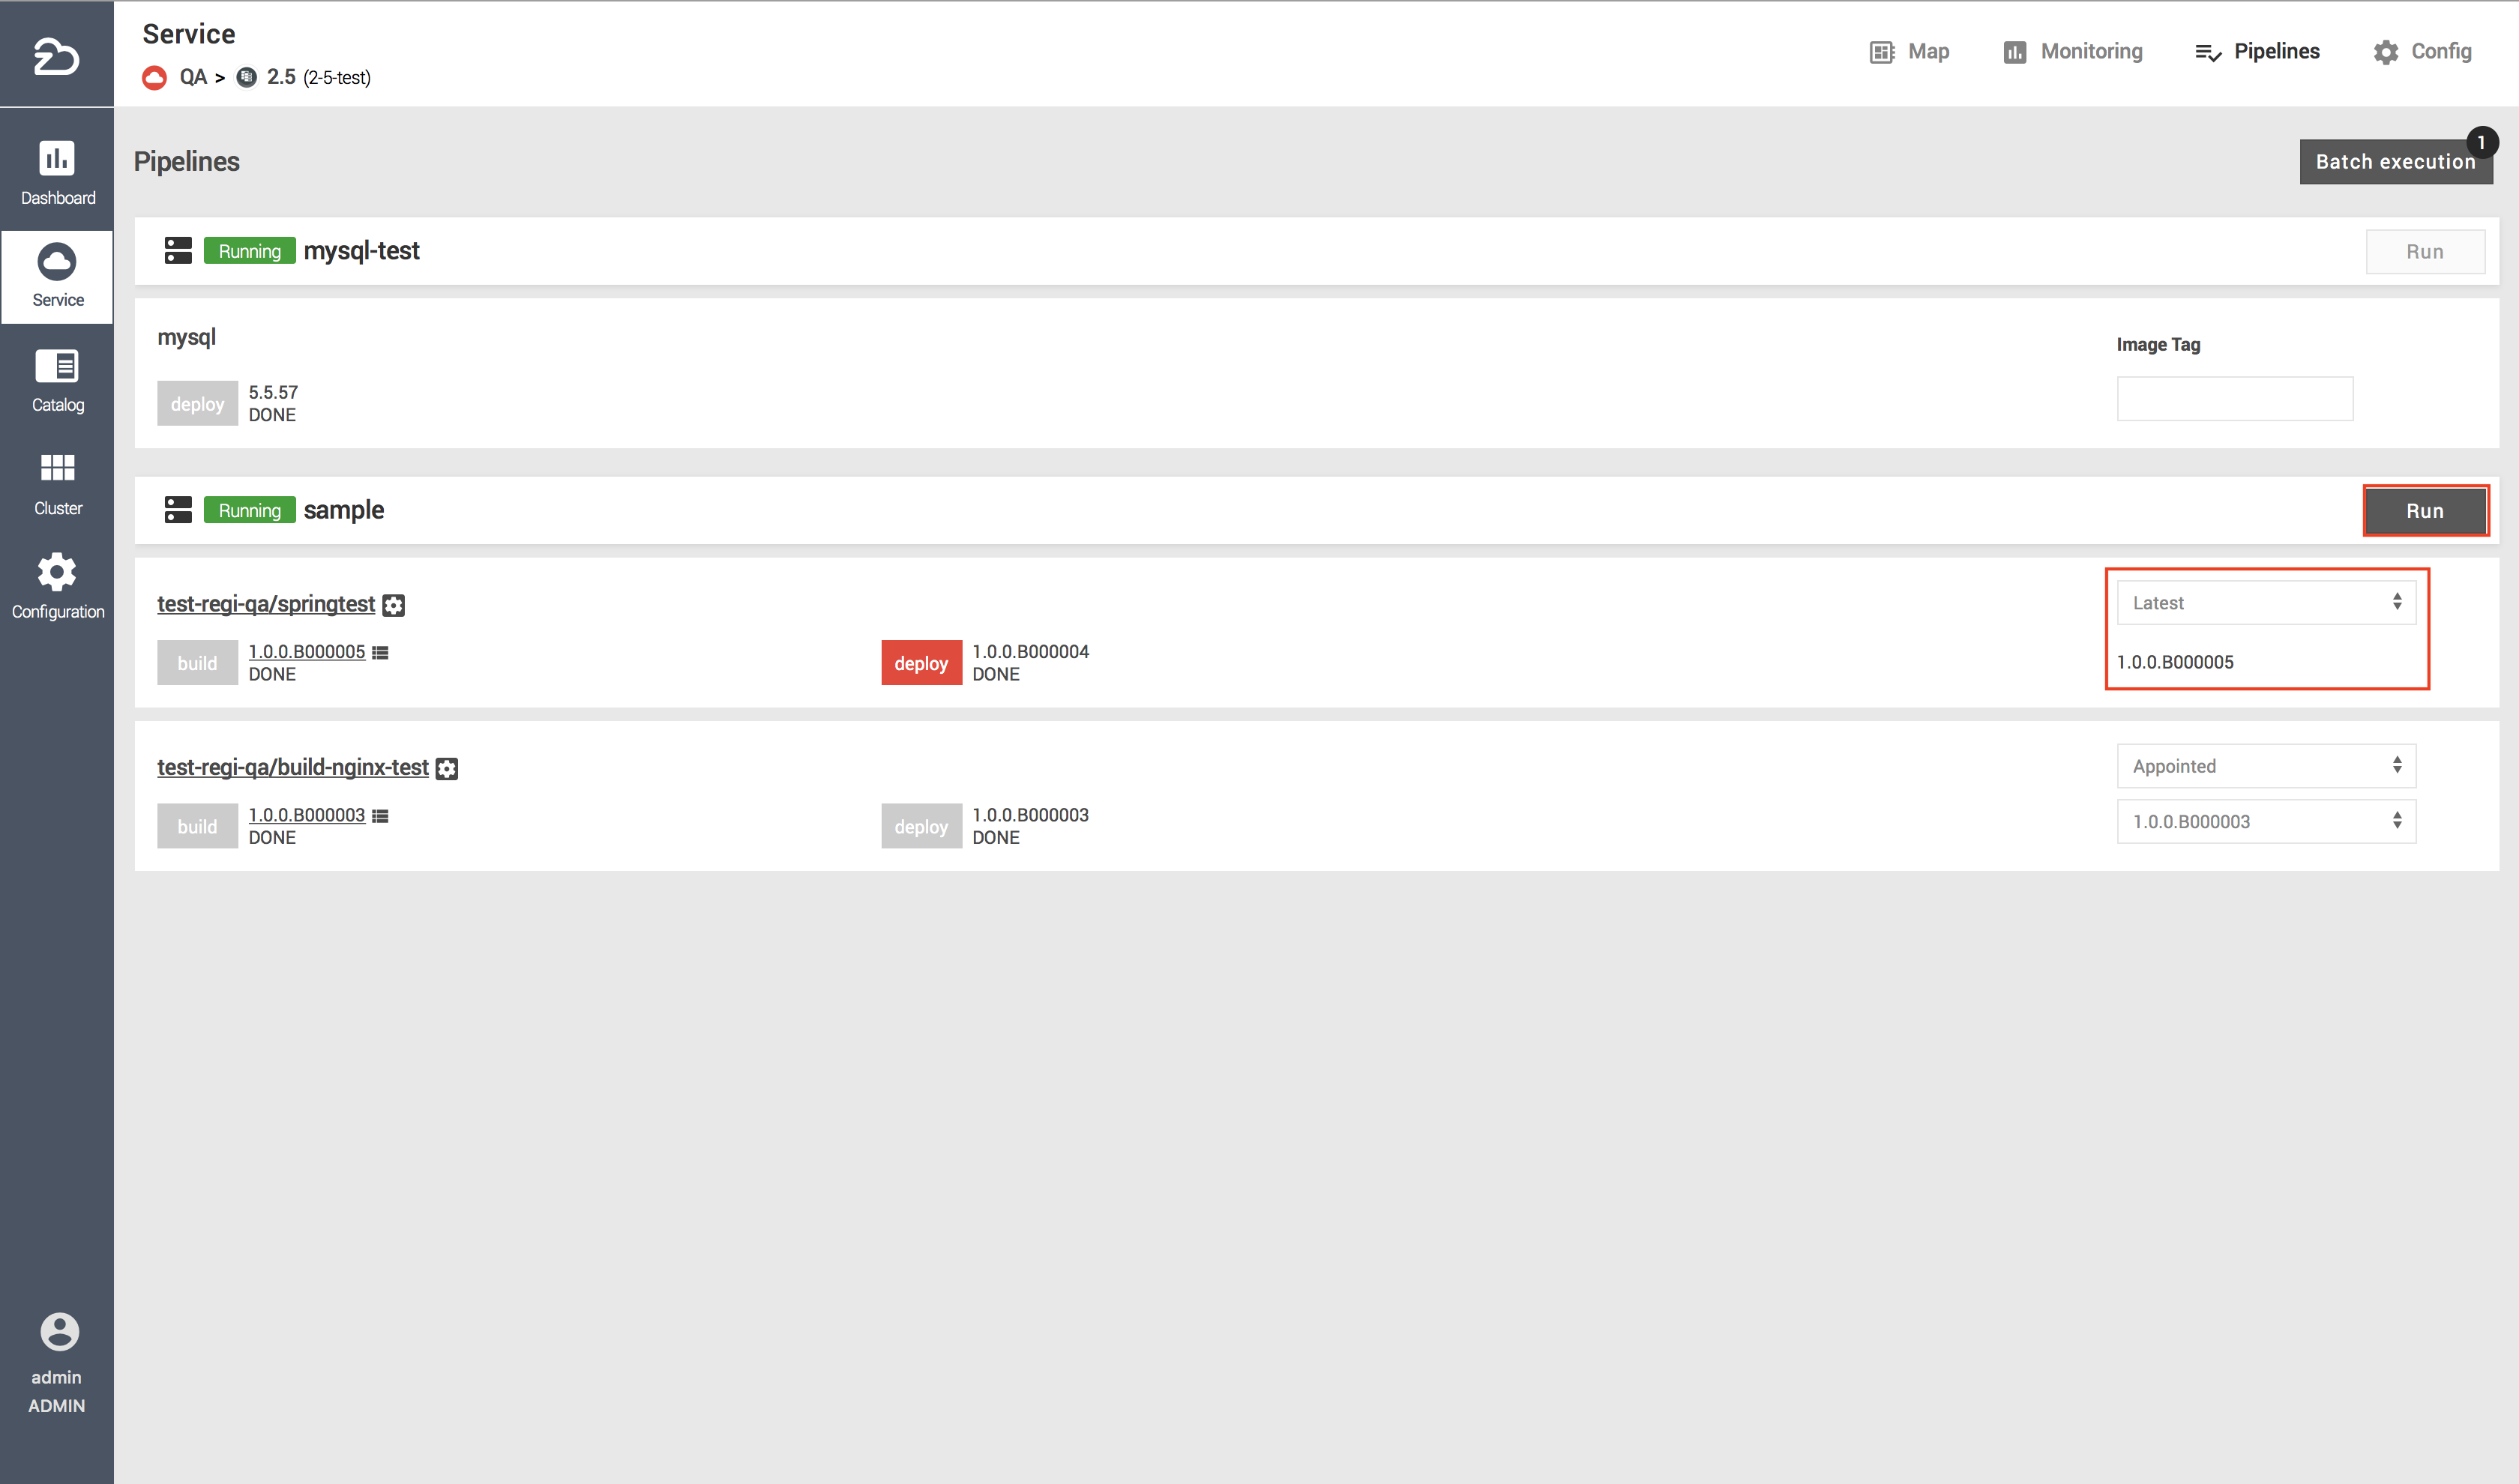 Service
QA > 2.5 (2-5-test)
Map
Monitoring
Pipelines
Config
Dashboard
Service
Catalog
Cluster
Configuration
admin
ADMIN
Pipelines
Batch execution
1
Running mysql-test
Run
mysql
Image Tag
deploy
5.5.57
DONE
Running sample
Run
test-regi-qa/springtest
build
1.0.0.B000005
DONE
deploy
1.0.0.B000004
DONE
Latest
1.0.0.B000005
test-regi-qa/build-nginx-test
build
1.0.0.B000003
DONE
deploy
1.0.0.B000003
DONE
Appointed
1.0.0.B000003